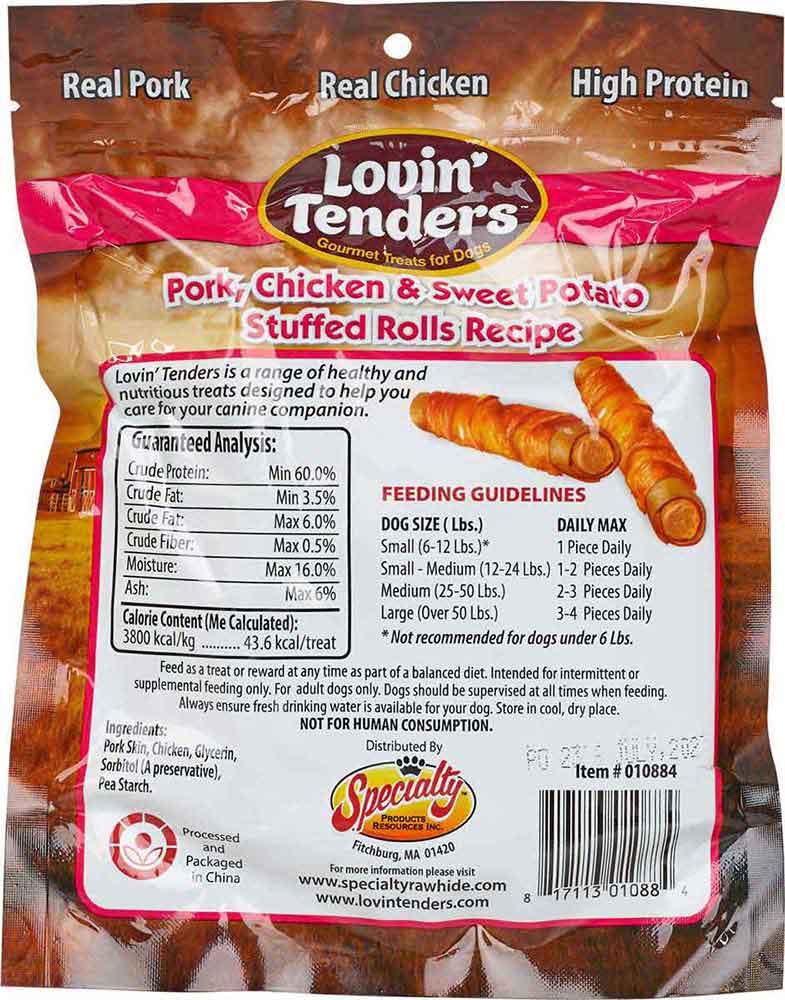 Real Pork Real Chicken High Protein
Lovin'
Tenders
Gourmet Treats for Dogs
Pork, Chicken & Sweet Potato
Stuffed Rolls Recipe
Lovin' Tenders is a range of healthy and
nutritious treats designed to help you
care for your canine companion.
Guaranteed Analysis:
Crude Protein: Min 60.0%
Crude Fat: Min 3.5%
Crude Fat: Max 6.0%
Crude Fiber: Max 0.5%
Moisture: Max 16.0%
Ash: Max 6%
Calorie Content (Me Calculated):
3800 kcal/kg .......... 43.6 kcal/treat
FEEDING GUIDELINES
DOG SIZE ( Lbs.) DAILY MAX
Small (6-12 Lbs.)* 1 Piece Daily
Small - Medium (12-24 Lbs.) 1-2 Pieces Daily
Medium (25-50 Lbs.) 2-3 Pieces Daily
Large (Over 50 Lbs.) 3-4 Pieces Daily
* Not recommended for dogs under 6 Lbs.
Feed as a treat or reward at any time as part of a balanced diet. Intended for intermittent or
supplemental feeding only. For adult dogs only. Dogs should be supervised at all times when feeding.
Always ensure fresh drinking water is available for your dog. Store in cool, dry place.
NOT FOR HUMAN CONSUMPTION.
Ingredients:
Pork Skin, Chicken, Glycerin,
Sorbitol (A preservative),
Pea Starch.
Processed
and
Packaged
in China
Distributed By
Specialty
PRODUCTS
RESOURCES INC.
Fitchburg, MA 01420
For more information please visit
www.specialtyrawhide.com
www.lovintenders.com
PO
Item # 010884
8 17113 01088 4